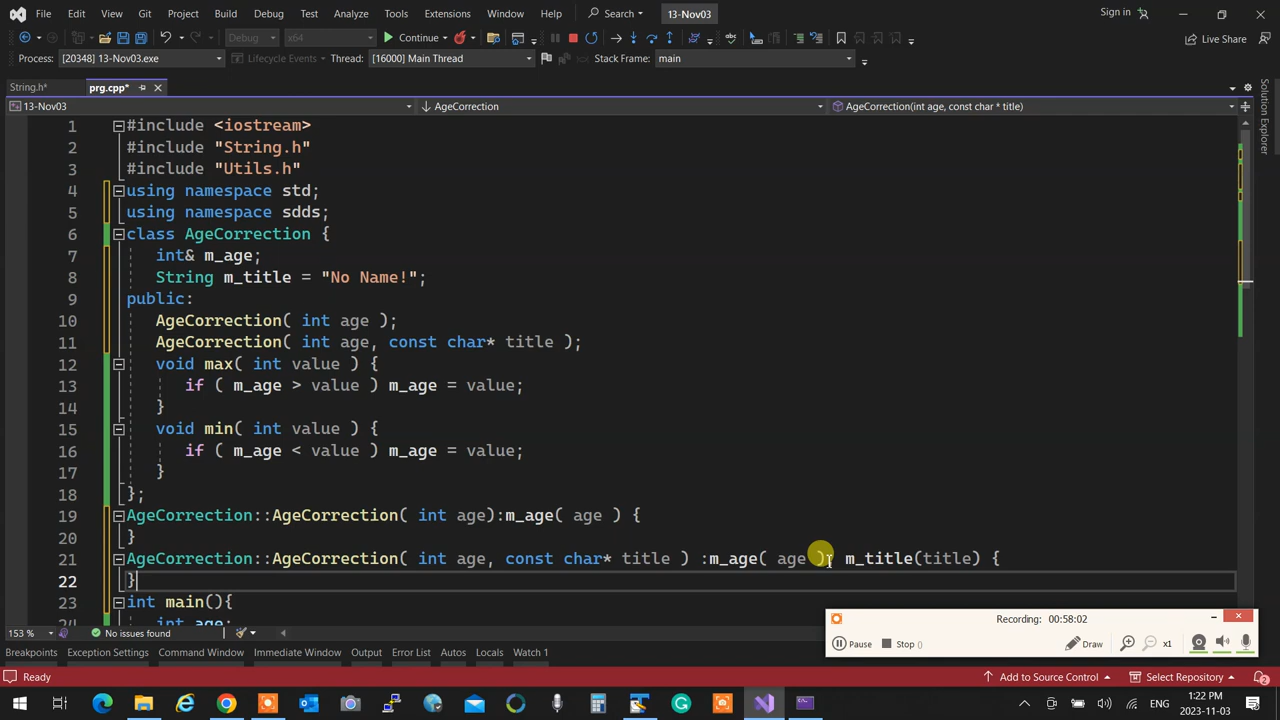 File Edit View Git Project Build Debug Test Analyze Tools Extensions Window Help Search 13-Nov03 Sign in
Debug x64 Continue Live Share
Process: [20348] 13-Nov03.exe Lifecycle Events Thread: [16000] Main Thread Stack Frame: main
String.h* prg.cpp*
13-Nov03 AgeCorrection AgeCorrection(int age, const char * title)
1 #include <iostream>
2 #include "String.h"
3 #include "Utils.h"
4 using namespace std;
5 using namespace sdds;
6 class AgeCorrection {
7 int& m_age;
8 String m_title = "No Name!";
9 public:
10 AgeCorrection( int age );
11 AgeCorrection( int age, const char* title );
12 void max( int value ) {
13 if ( m_age > value ) m_age = value;
14 }
15 void min( int value ) {
16 if ( m_age < value ) m_age = value;
17 }
18 };
19 AgeCorrection::AgeCorrection( int age):m_age( age ) {
20 }
21 AgeCorrection::AgeCorrection( int age, const char* title ) :m_age( age ), m_title(title) {
22 }
23 int main(){
24 int age;
153 % No issues found
Recording: 00:58:02
Pause Stop () Draw x1
Breakpoints Exception Settings Command Window Immediate Window Output Error List Autos Locals Watch 1
Ready Add to Source Control Select Repository 2
ENG 1:22 PM
2023-11-03
Solution Explorer